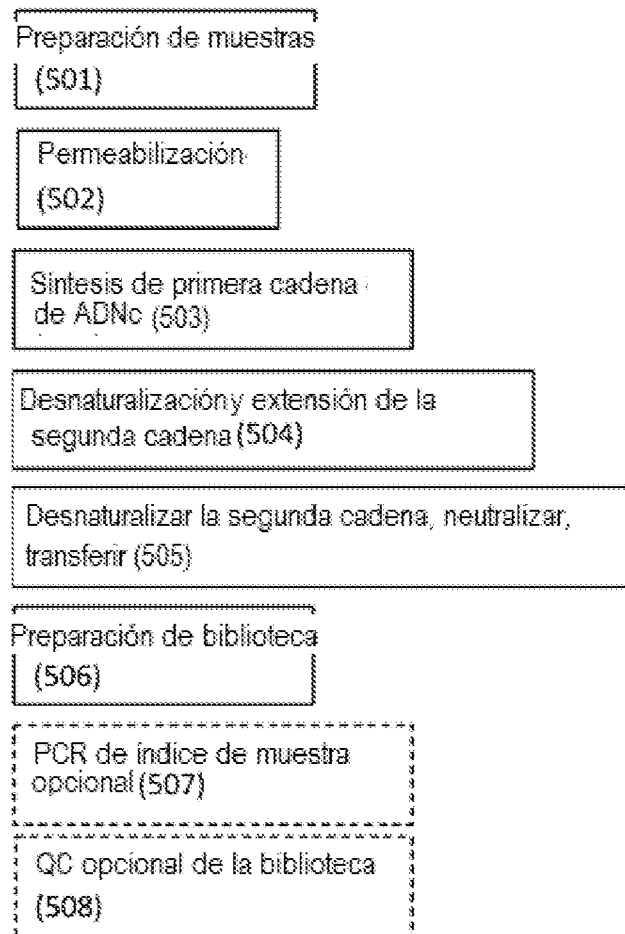 Preparación de muestras
(501)
Permeabilización
(502)
Síntesis de primera cadena
de ADNc (503)
Desnaturalización y extensión de la
segunda cadena (504)
Desnaturalizar la segunda cadena, neutralizar,
transferir (505)
Preparación de biblioteca
(506)
PCR de índice de muestra
opcional (507)
QC opcional de la biblioteca
(508)